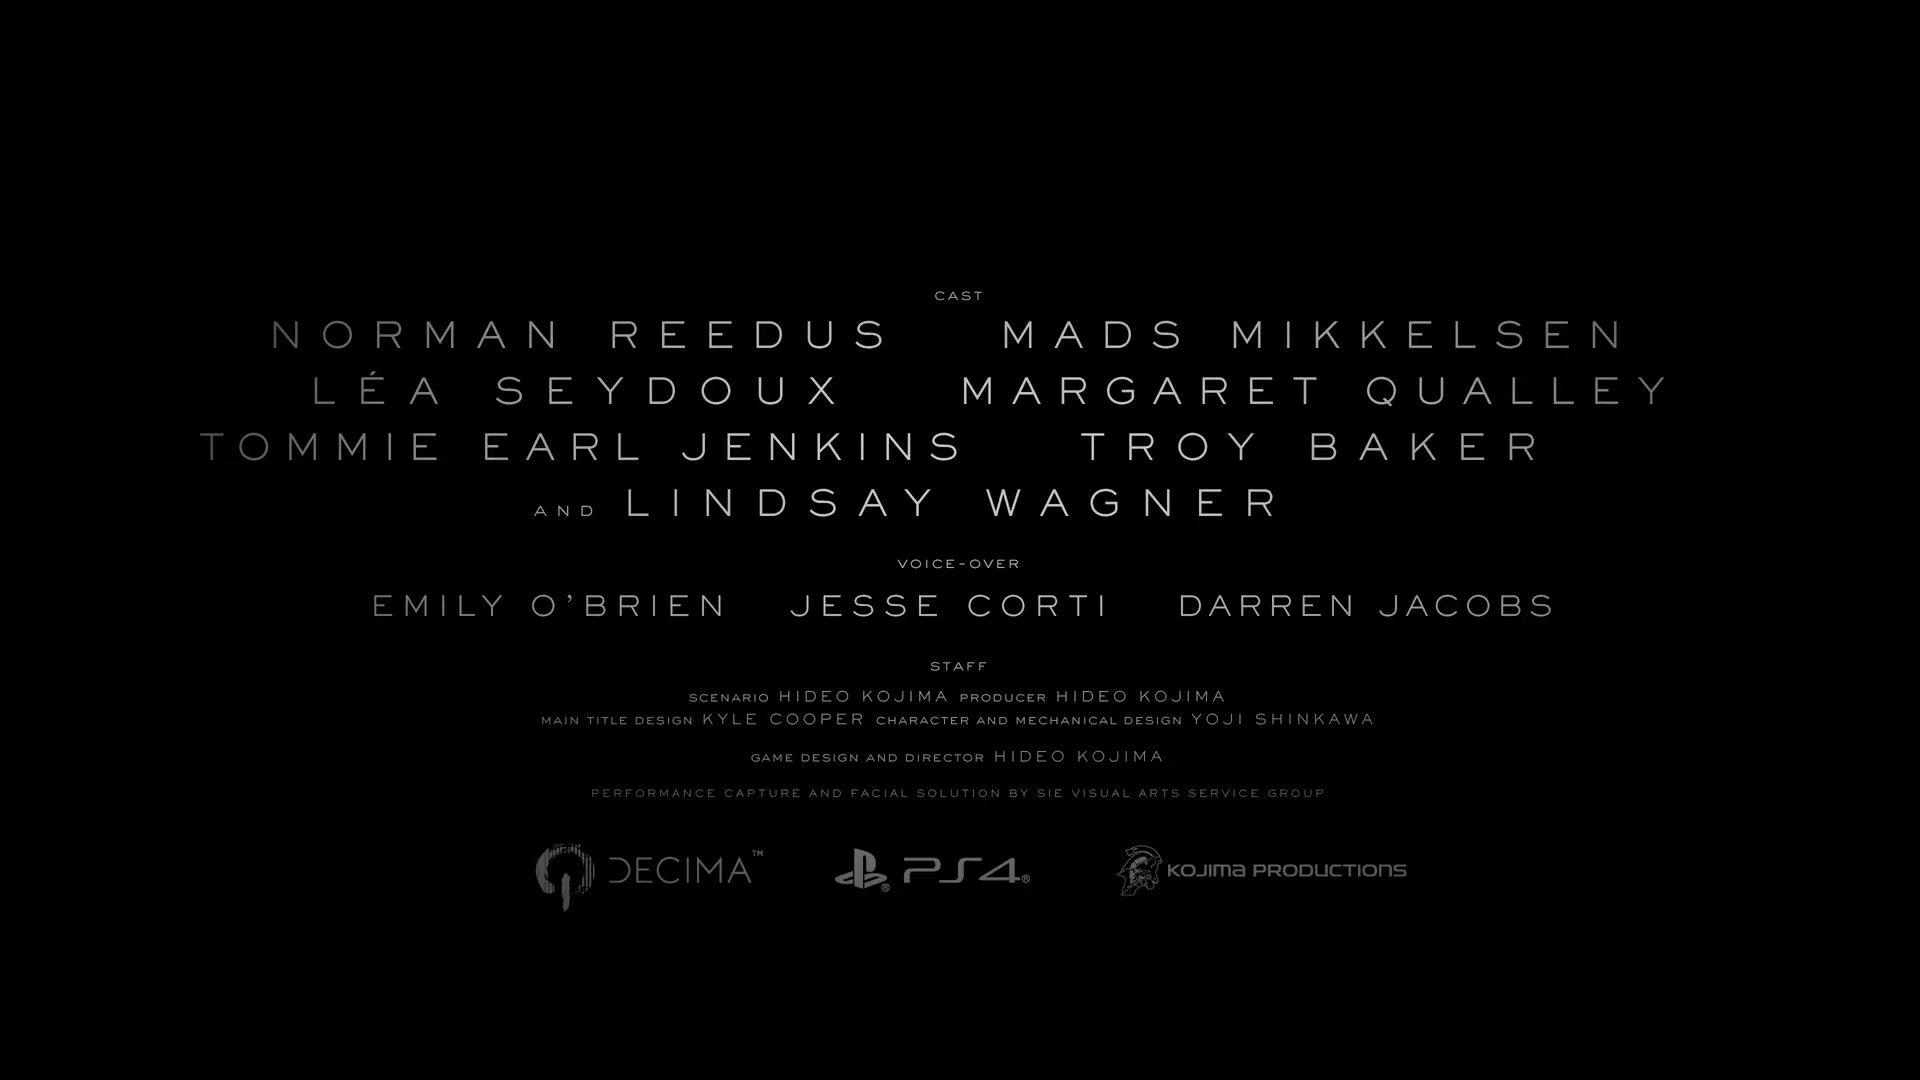 CAST
NORMAN REEDUS MADS MIKKELSEN
LÉA SEYDOUX MARGARET QUALLEY
TOMMIE EARL JENKINS TROY BAKER
AND LINDSAY WAGNER
VOICE-OVER
EMILY O’BRIEN JESSE CORTI DARREN JACOBS
STAFF
SCENARIO HIDEO KOJIMA PRODUCER HIDEO KOJIMA
MAIN TITLE DESIGN KYLE COOPER CHARACTER AND MECHANICAL DESIGN YOJI SHINKAWA
GAME DESIGN AND DIRECTOR HIDEO KOJIMA
PERFORMANCE CAPTURE AND FACIAL SOLUTION BY SIE VISUAL ARTS SERVICE GROUP
DECIMA™ ® PS4® KOJIMA PRODUCTIONS